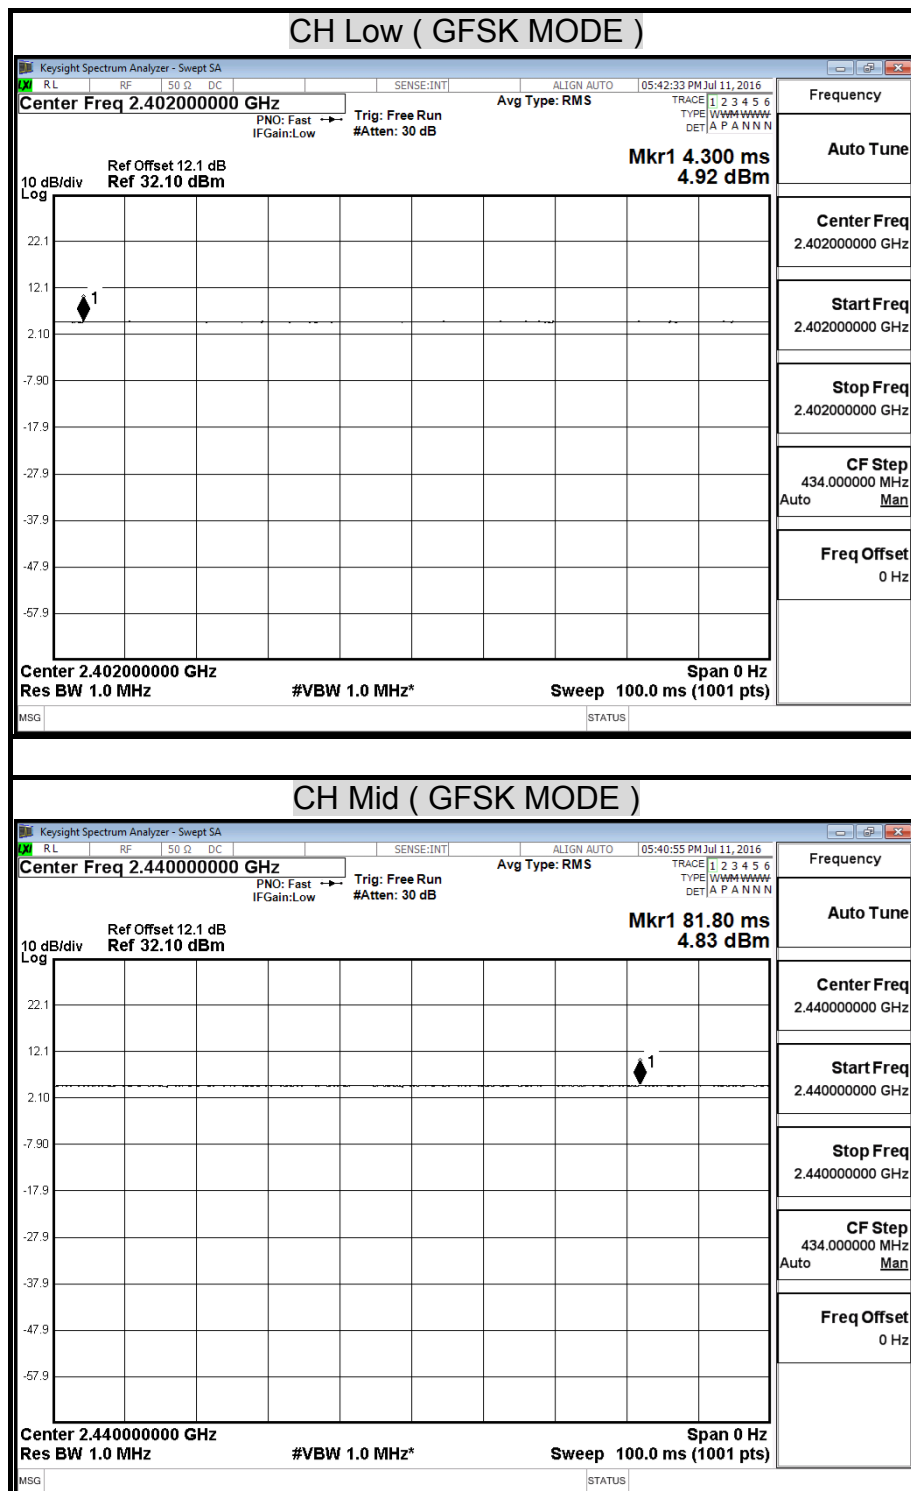 CH Low ( GFSK MODE )
Keysight Spectrum Analyzer - Swept SA
LXI RL RF 50 Ω DC SENSE:INT ALIGN AUTO 05:42:33 PM Jul 11, 2016
Center Freq 2.402000000 GHz Avg Type: RMS TRACE 1 2 3 4 5 6
PNO: Fast Trig: Free Run TYPE WWMWWWW
IFGain:Low #Atten: 30 dB DET A P A N N N
Frequency
Auto Tune
Center Freq
2.402000000 GHz
Start Freq
2.402000000 GHz
Stop Freq
2.402000000 GHz
CF Step
434.000000 MHz
Auto Man
Freq Offset
0 Hz
Mkr1 4.300 ms
4.92 dBm
Ref Offset 12.1 dB
10 dB/div Ref 32.10 dBm
Log
22.1
12.1
1
2.10
-7.90
-17.9
-27.9
-37.9
-47.9
-57.9
Center 2.402000000 GHz Span 0 Hz
Res BW 1.0 MHz #VBW 1.0 MHz* Sweep 100.0 ms (1001 pts)
MSG STATUS
CH Mid ( GFSK MODE )
Keysight Spectrum Analyzer - Swept SA
LXI RL RF 50 Ω DC SENSE:INT ALIGN AUTO 05:40:55 PM Jul 11, 2016
Center Freq 2.440000000 GHz Avg Type: RMS TRACE 1 2 3 4 5 6
PNO: Fast Trig: Free Run TYPE WWMWWWW
IFGain:Low #Atten: 30 dB DET A P A N N N
Frequency
Auto Tune
Center Freq
2.440000000 GHz
Start Freq
2.440000000 GHz
Stop Freq
2.440000000 GHz
CF Step
434.000000 MHz
Auto Man
Freq Offset
0 Hz
Mkr1 81.80 ms
4.83 dBm
Ref Offset 12.1 dB
10 dB/div Ref 32.10 dBm
Log
22.1
12.1
1
2.10
-7.90
-17.9
-27.9
-37.9
-47.9
-57.9
Center 2.440000000 GHz Span 0 Hz
Res BW 1.0 MHz #VBW 1.0 MHz* Sweep 100.0 ms (1001 pts)
MSG STATUS